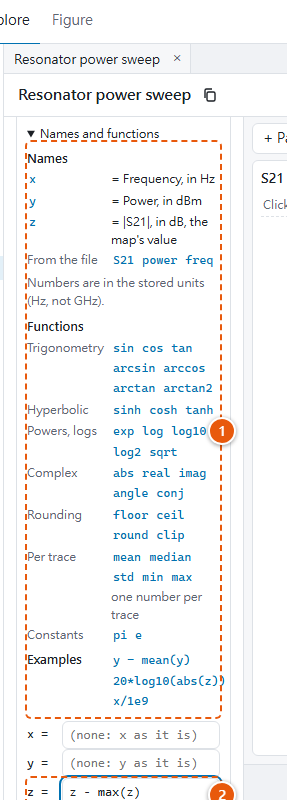 plore Figure
Resonator power sweep ×
Resonator power sweep
▼ Names and functions
+ Pa
Names
x = Frequency, in Hz
y = Power, in dBm
z = |S21|, in dB, the
map's value
From the file S21 power freq
Numbers are in the stored units
(Hz, not GHz).
S21
Click
Functions
Trigonometry sin cos tan
arcsin arccos
arctan arctan2
Hyperbolic sinh cosh tanh
Powers, logs exp log log10
log2 sqrt
1
Complex abs real imag
angle conj
Rounding floor ceil
round clip
Per trace mean median
std min max
one number per
trace
Constants pi e
Examples y - mean(y)
20*log10(abs(z))
x/1e9
x = (none: x as it is)
y = (none: y as it is)
z = z - max(z)
2